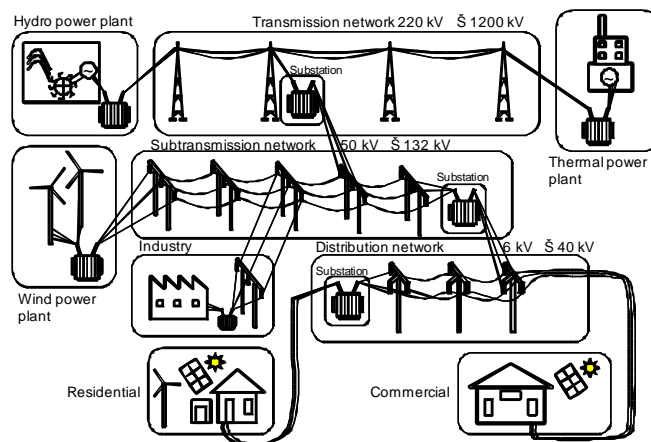 Hydro power plant
Transmission network 220 kV Š 1200 kV
Substation
Thermal power
plant
Subtransmission network 50 kV Š 132 kV
Substation
Wind power
plant
Industry
Distribution network 6 kV Š 40 kV
Substation
Residential
Commercial